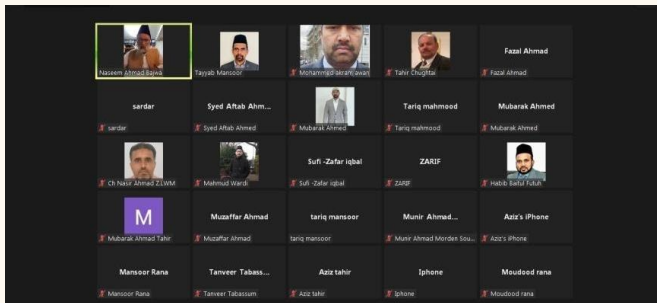 Naseem Ahmad Bajwa
Tayyab Mansoor
Mohammed akram awan
Tahir Chughtai
Fazal Ahmad
Fazal Ahmad
sardar
sardar
Syed Aftab Ahm...
Syed Aftab Ahmed
Mubarak Ahmed
Tariq mahmood
Tariq mahmood
Mubarak Ahmed
Mubarak Ahmed
Ch Nasir Ahmad Z.I.WM
Mahmud Wardi
Sufi -Zafar iqbal
Sufi -Zafar iqbal
ZARIF
ZARIF
Habib Baitul Futuh
M
Mubarak Ahmad Tahir
Muzaffar Ahmad
Muzaffar Ahmad
tariq mansoor
tariq mansoor
Munir Ahmad...
Munir Ahmad Morden Sou...
Aziz's iPhone
Aziz's iPhone
Mansoor Rana
Mansoor Rana
Tanveer Tabass...
Tanveer Tabassum
Aziz tahir
Aziz tahir
Iphone
Iphone
Moudood rana
Moudood rana